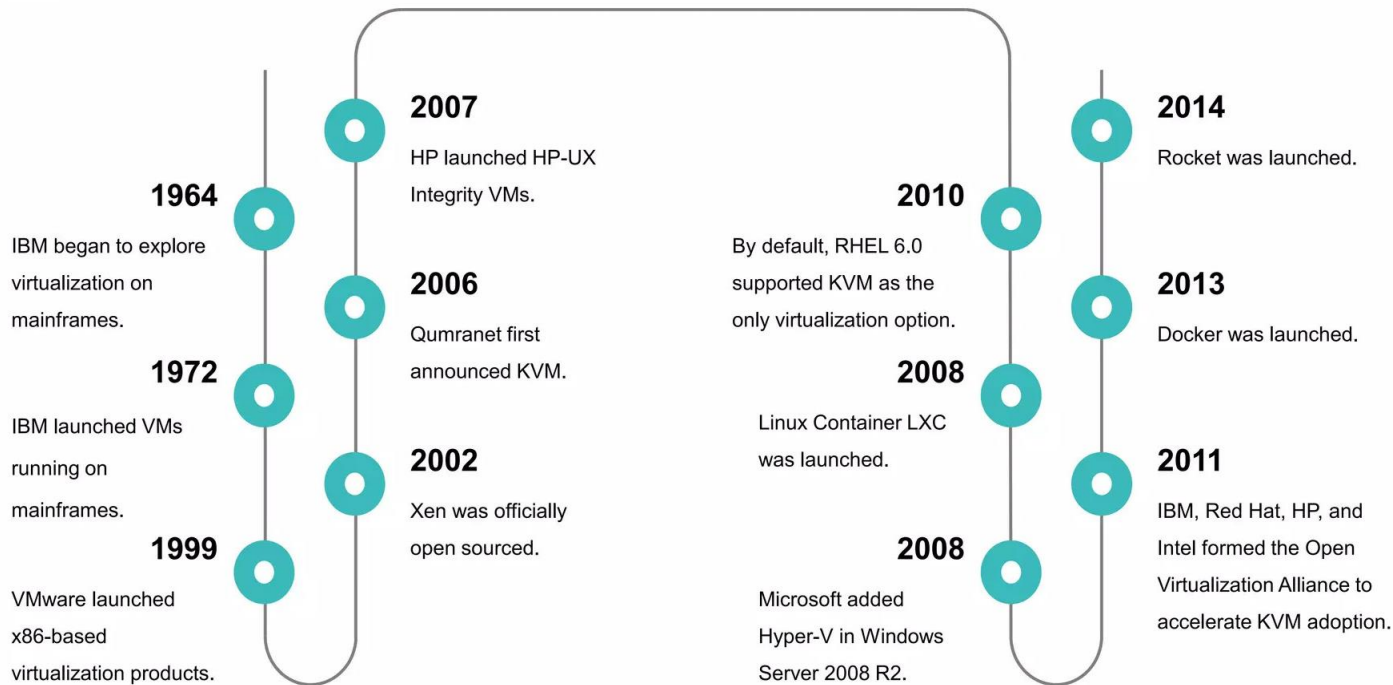 1964
IBM began to explore
virtualization on
mainframes.
1972
IBM launched VMs
running on
mainframes.
1999
VMware launched
x86-based
virtualization products.
2007
HP launched HP-UX
Integrity VMs.
2006
Qumranet first
announced KVM.
2002
Xen was officially
open sourced.
2010
By default, RHEL 6.0
supported KVM as the
only virtualization option.
2008
Linux Container LXC
was launched.
2008
Microsoft added
Hyper-V in Windows
Server 2008 R2.
2014
Rocket was launched.
2013
Docker was launched.
2011
IBM, Red Hat, HP, and
Intel formed the Open
Virtualization Alliance to
accelerate KVM adoption.